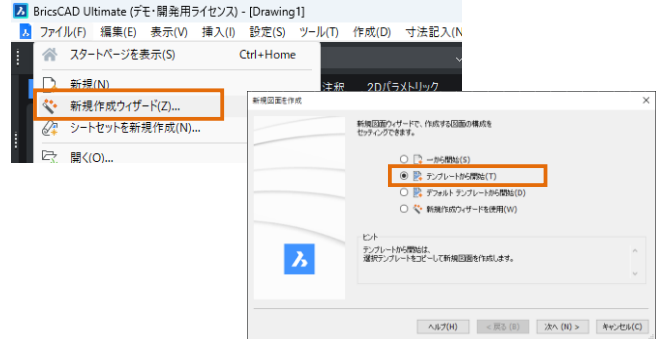 BricsCAD Ultimate (デモ・開発用ライセンス) - [Drawing1]
ファイル(F) 編集(E) 表示(V) 挿入(I) 設定(S) ツール(T) 作成(D) 寸法記入(N
スタートページを表示(S) Ctrl+Home
新規(N)
注釈 2Dパラメトリック
新規作成ウィザード(Z)...
シートセットを新規作成(N)...
開く(O)...
新規図面を作成
新規図面ウィザードで、作成する図面の構成を
セッティングできます。
一から開始(S)
テンプレートから開始(T)
デフォルト テンプレートから開始(D)
新規作成ウィザードを使用(W)
ヒント
テンプレートから開始は、
選択テンプレートをコピーして新規図面を作成します。
ヘルプ(H) < 戻る (B) 次へ (N) > キャンセル(C)